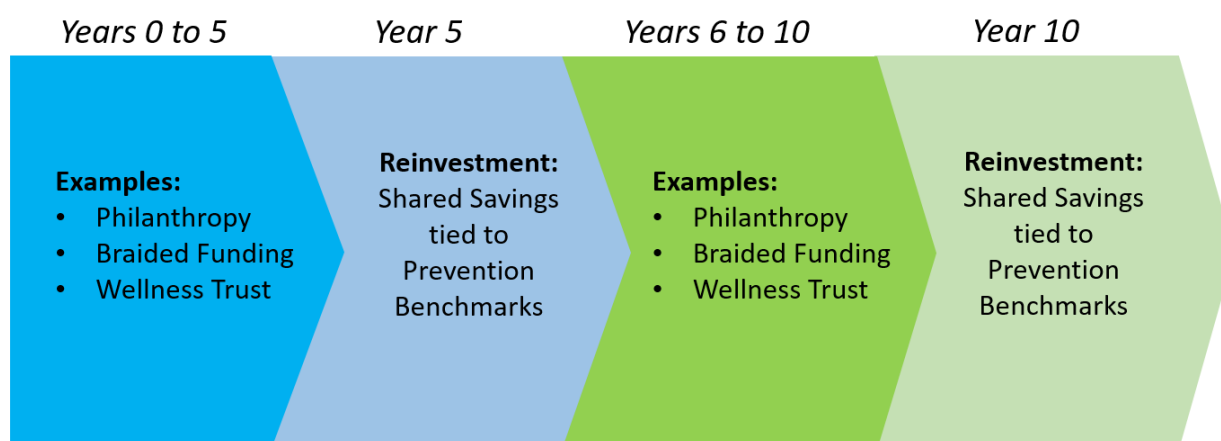 Years 0 to 5
Year 5
Years 6 to 10
Year 10
Examples:
• Philanthropy
• Braided Funding
• Wellness Trust
Reinvestment:
Shared Savings
tied to
Prevention
Benchmarks
Examples:
• Philanthropy
• Braided Funding
• Wellness Trust
Reinvestment:
Shared Savings
tied to
Prevention
Benchmarks